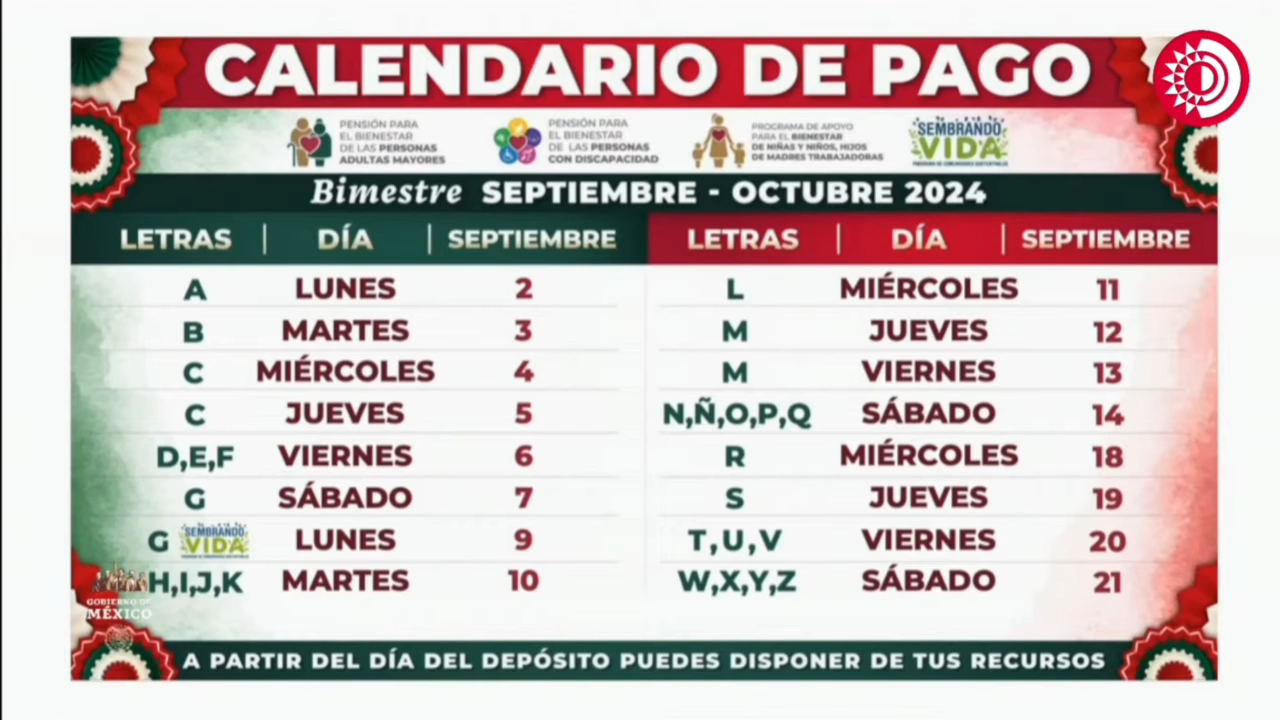 CALENDARIO DE PAGO
PENSIÓN PARA
EL BIENESTAR
DE LAS PERSONAS
ADULTAS MAYORES
PENSIÓN PARA
EL BIENESTAR
DE LAS PERSONAS
CON DISCAPACIDAD
PROGRAMA DE APOYO
PARA EL BIENESTAR
DE NIÑAS Y NIÑOS, HIJOS
DE MADRES TRABAJADORAS
SEMBRANDO
VIDA
PROGRAMA DE COMUNIDADES SUSTENTABLES
Bimestre SEPTIEMBRE - OCTUBRE 2024
LETRAS | DÍA | SEPTIEMBRE
A LUNES 2
B MARTES 3
C MIÉRCOLES 4
C JUEVES 5
D,E,F VIERNES 6
G SÁBADO 7
G SEMBRANDO VIDA LUNES 9
H,I,J,K MARTES 10
LETRAS | DÍA | SEPTIEMBRE
L MIÉRCOLES 11
M JUEVES 12
M VIERNES 13
N,Ñ,O,P,Q SÁBADO 14
R MIÉRCOLES 18
S JUEVES 19
T,U,V VIERNES 20
W,X,Y,Z SÁBADO 21
GOBIERNO DE
MÉXICO
A PARTIR DEL DÍA DEL DEPÓSITO PUEDES DISPONER DE TUS RECURSOS